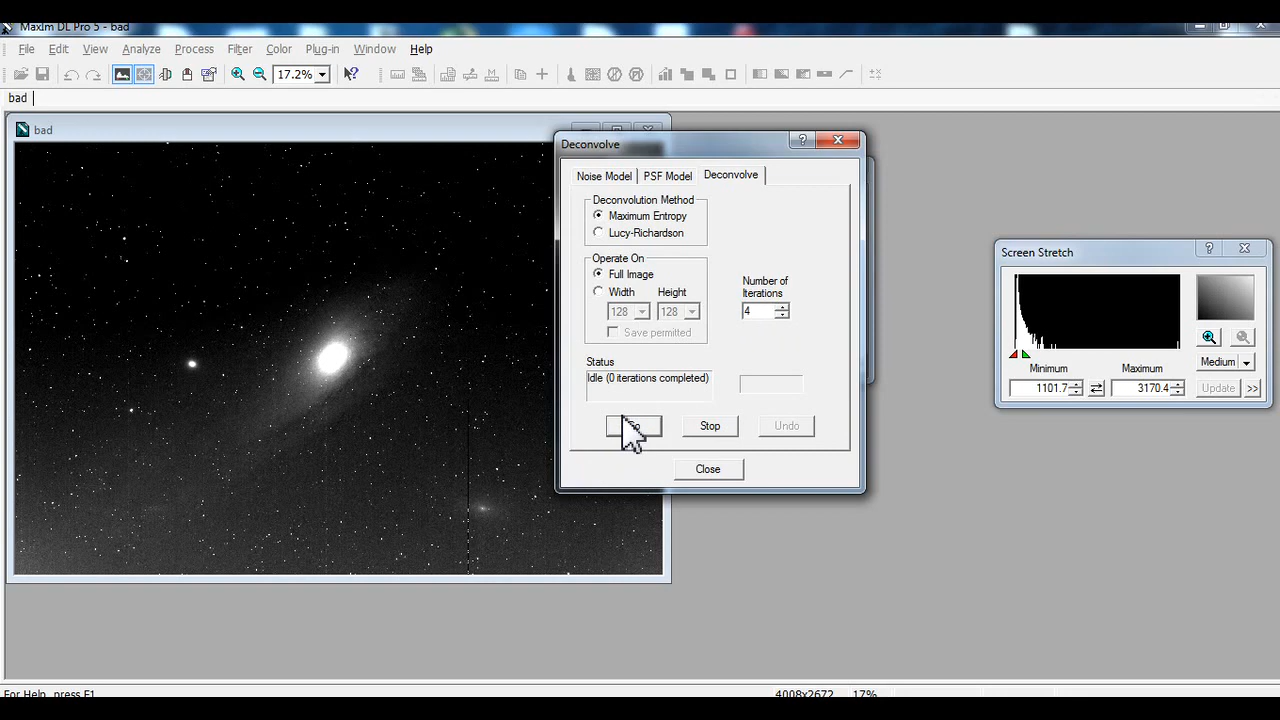 MaxIm DL Pro 5 - bad
File Edit View Analyze Process Filter Color Plug-in Window Help
17.2%
bad
bad
Deconvolve
Noise Model PSF Model Deconvolve
Deconvolution Method
Maximum Entropy
Lucy-Richardson
Operate On
Full Image
Width Height
128 128
Save permitted
Number of
Iterations
4
Status
Idle (0 iterations completed)
Stop Undo
Close
Screen Stretch
Medium
Minimum Maximum
1101.7 3170.4 Update >>
For Help, press F1
4008x2672 17%